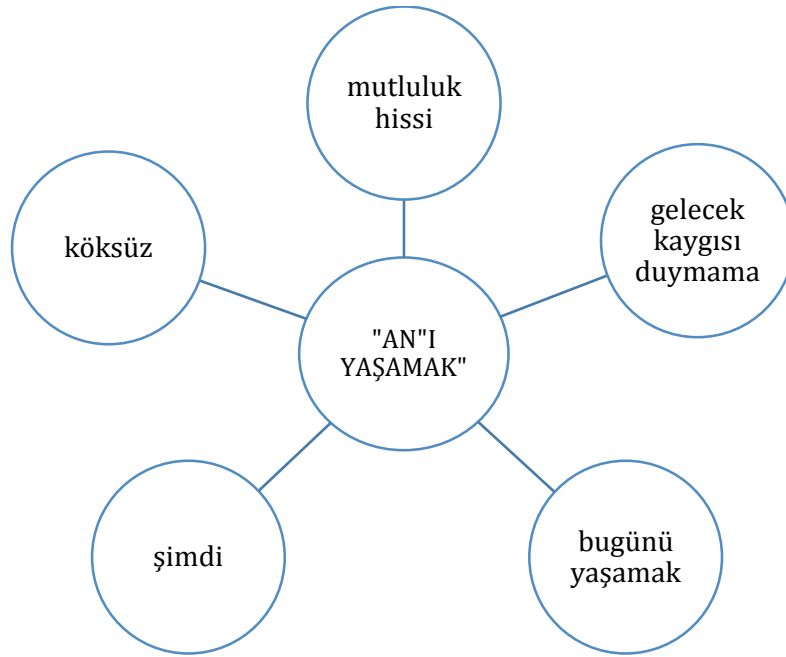 mutluluk
hissi
gelecek
kaygısı
duymama
köksüz
"AN"I
YAŞAMAK"
şimdi
bugünü
yaşamak